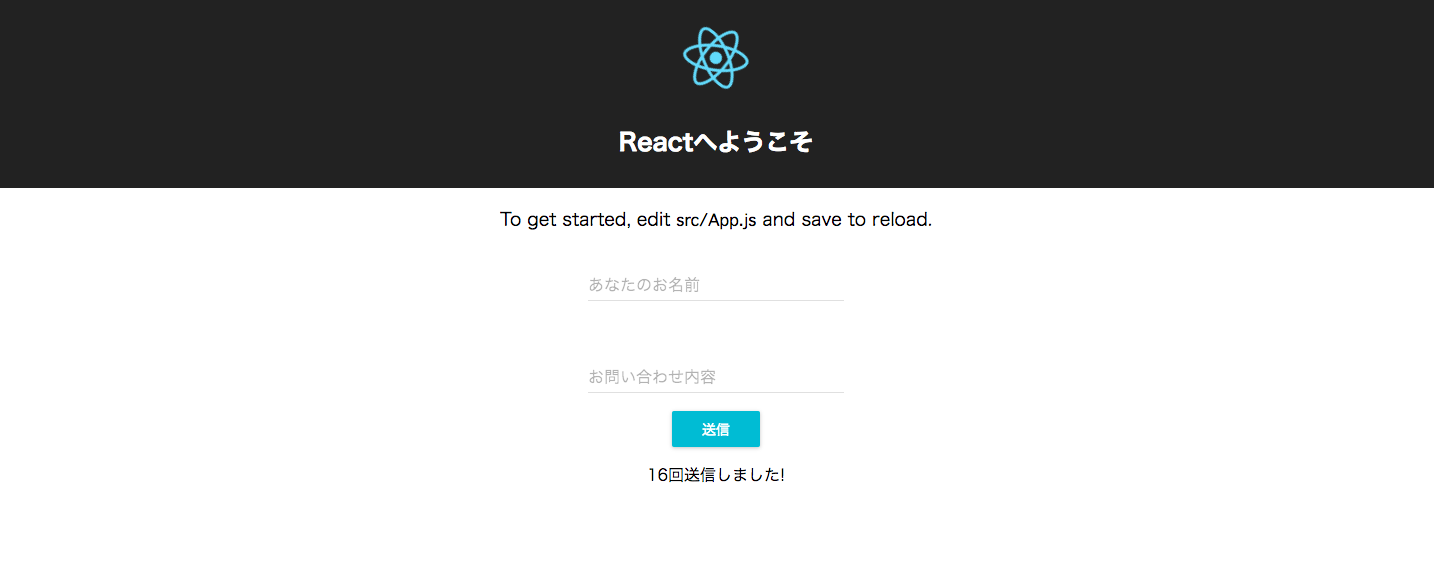 Reactへようこそ
To get started, edit src/App.js and save to reload.
あなたのお名前
お問い合わせ内容
送信
16回送信しました!